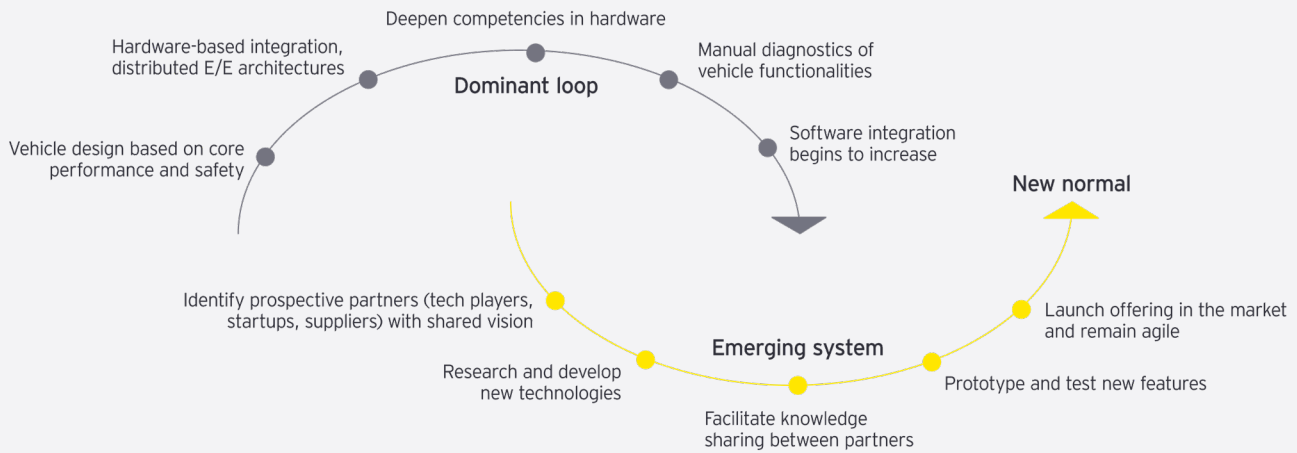 Deepen competencies in hardware
Hardware-based integration,
distributed E/E architectures
Manual diagnostics of
vehicle functionalities
Dominant loop
Vehicle design based on core
performance and safety
Software integration
begins to increase
New normal
Identify prospective partners (tech players,
startups, suppliers) with shared vision
Launch offering in the market
and remain agile
Emerging system
Research and develop
new technologies
Prototype and test new features
Facilitate knowledge
sharing between partners